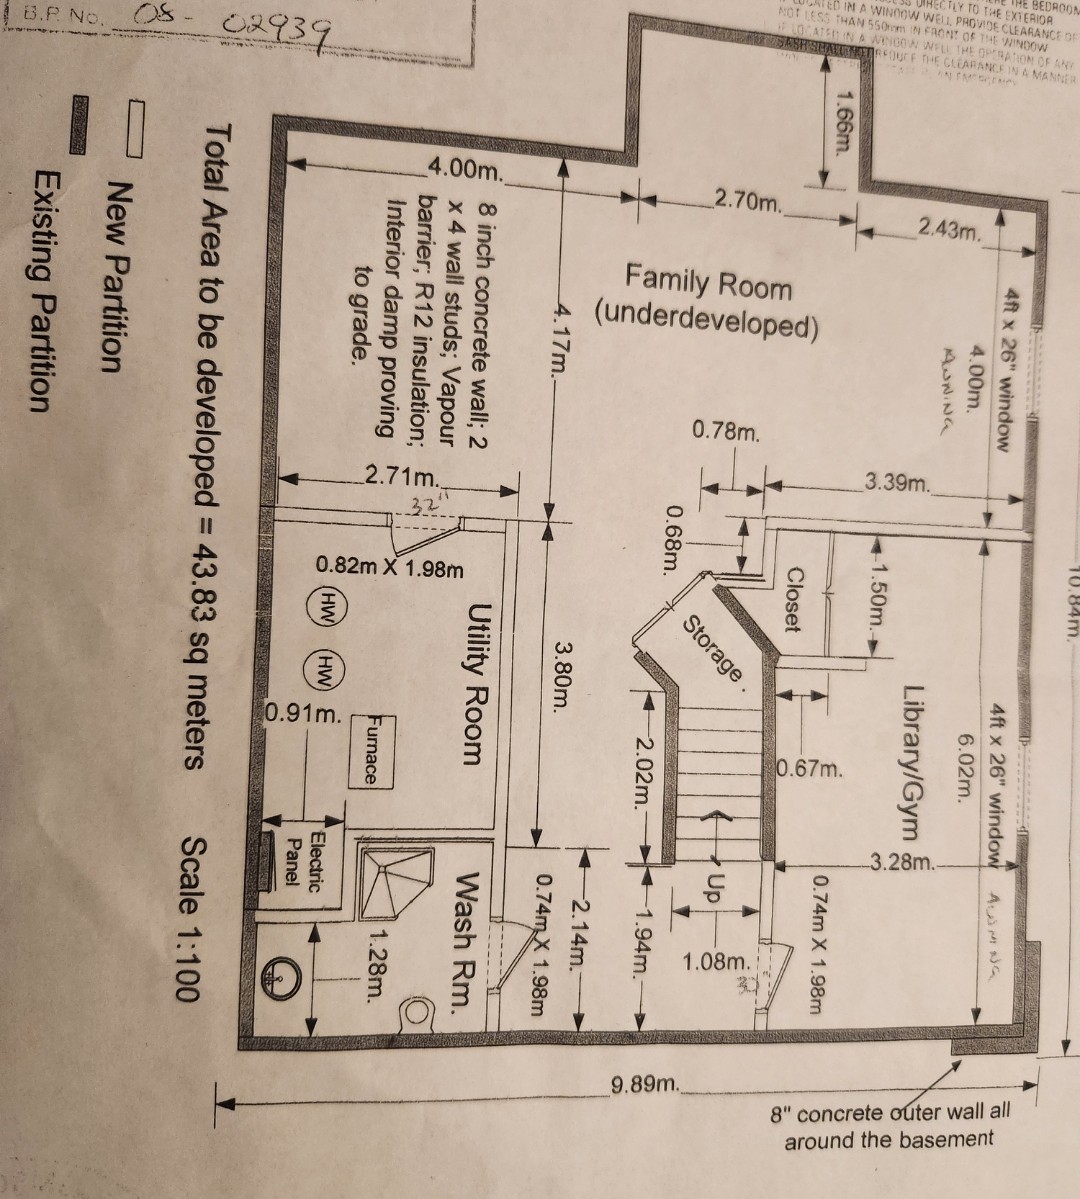 B.P. No. 08- 02939
DIRECTLY TO THE EXTERIOR
LOCATED IN A WINDOW WELL PROVIDE CLEARANCE OF
NOT LESS THAN 550mm IN FRONT OF THE WINDOW
IF LOCATED IN A WINDOW WELL THE OPERATION OF ANY
SASH SHALL NOT REDUCE THE CLEARANCE IN A MANNER
1.66m.
4.00m.
2.70m.
2.43m.
8 inch concrete wall; 2
x 4 wall studs; Vapour
barrier; R12 insulation;
Interior damp proving
to grade.
4.17m.
Family Room
(underdeveloped)
4ft x 26" window
4.00m.
AWNING
0.78m.
3.39m.
2.71m.
32"
0.68m.
0.82m X 1.98m
HW
HW
Utility Room
3.80m.
Storage
Closet
1.50m.
10.84m.
Library/Gym
4ft x 26" window
6.02m.
AWNING
0.91m.
Furnace
2.02m.
0.67m.
3.28m.
Electric
Panel
Wash Rm.
0.74m X 1.98m
2.14m.
1.94m.
Up
1.08m.
0.74m X 1.98m
1.28m.
9.89m.
8" concrete outer wall all
around the basement
Total Area to be developed = 43.83 sq meters
Scale 1:100
New Partition
Existing Partition